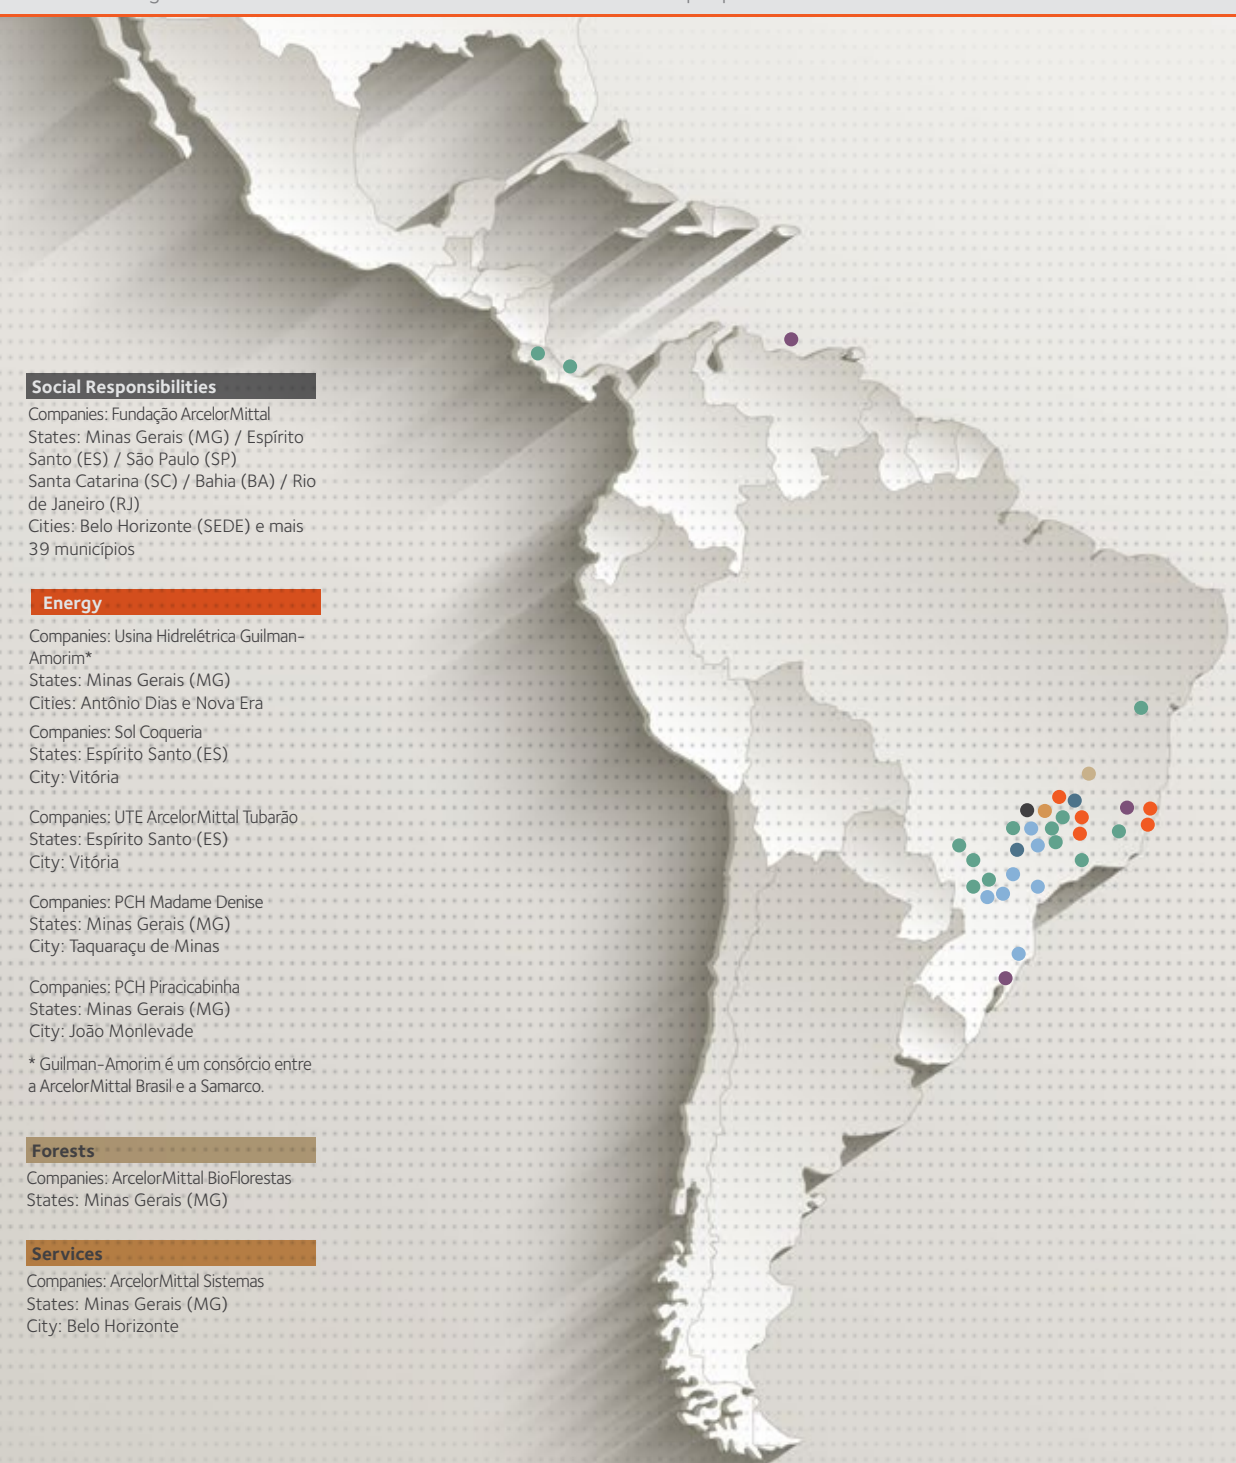 Social Responsibilities
Companies: Fundação ArcelorMittal
States: Minas Gerais (MG) / Espírito
Santo (ES) / São Paulo (SP)
Santa Catarina (SC) / Bahia (BA) / Rio
de Janeiro (RJ)
Cities: Belo Horizonte (SEDE) e mais
39 municípios
Energy
Companies: Usina Hidrelétrica Guilman-
Amorim*
States: Minas Gerais (MG)
Cities: Antônio Dias e Nova Era
Companies: Sol Coqueria
States: Espírito Santo (ES)
City: Vitória
Companies: UTE ArcelorMittal Tubarão
States: Espírito Santo (ES)
City: Vitória
Companies: PCH Madame Denise
States: Minas Gerais (MG)
City: Taquaraçu de Minas
Companies: PCH Piracicabinha
States: Minas Gerais (MG)
City: João Monlevade
* Guilman-Amorim é um consórcio entre
a ArcelorMittal Brasil e a Samarco.
Forests
Companies: ArcelorMittal BioFlorestas
States: Minas Gerais (MG)
Services
Companies: ArcelorMittal Sistemas
States: Minas Gerais (MG)
City: Belo Horizonte